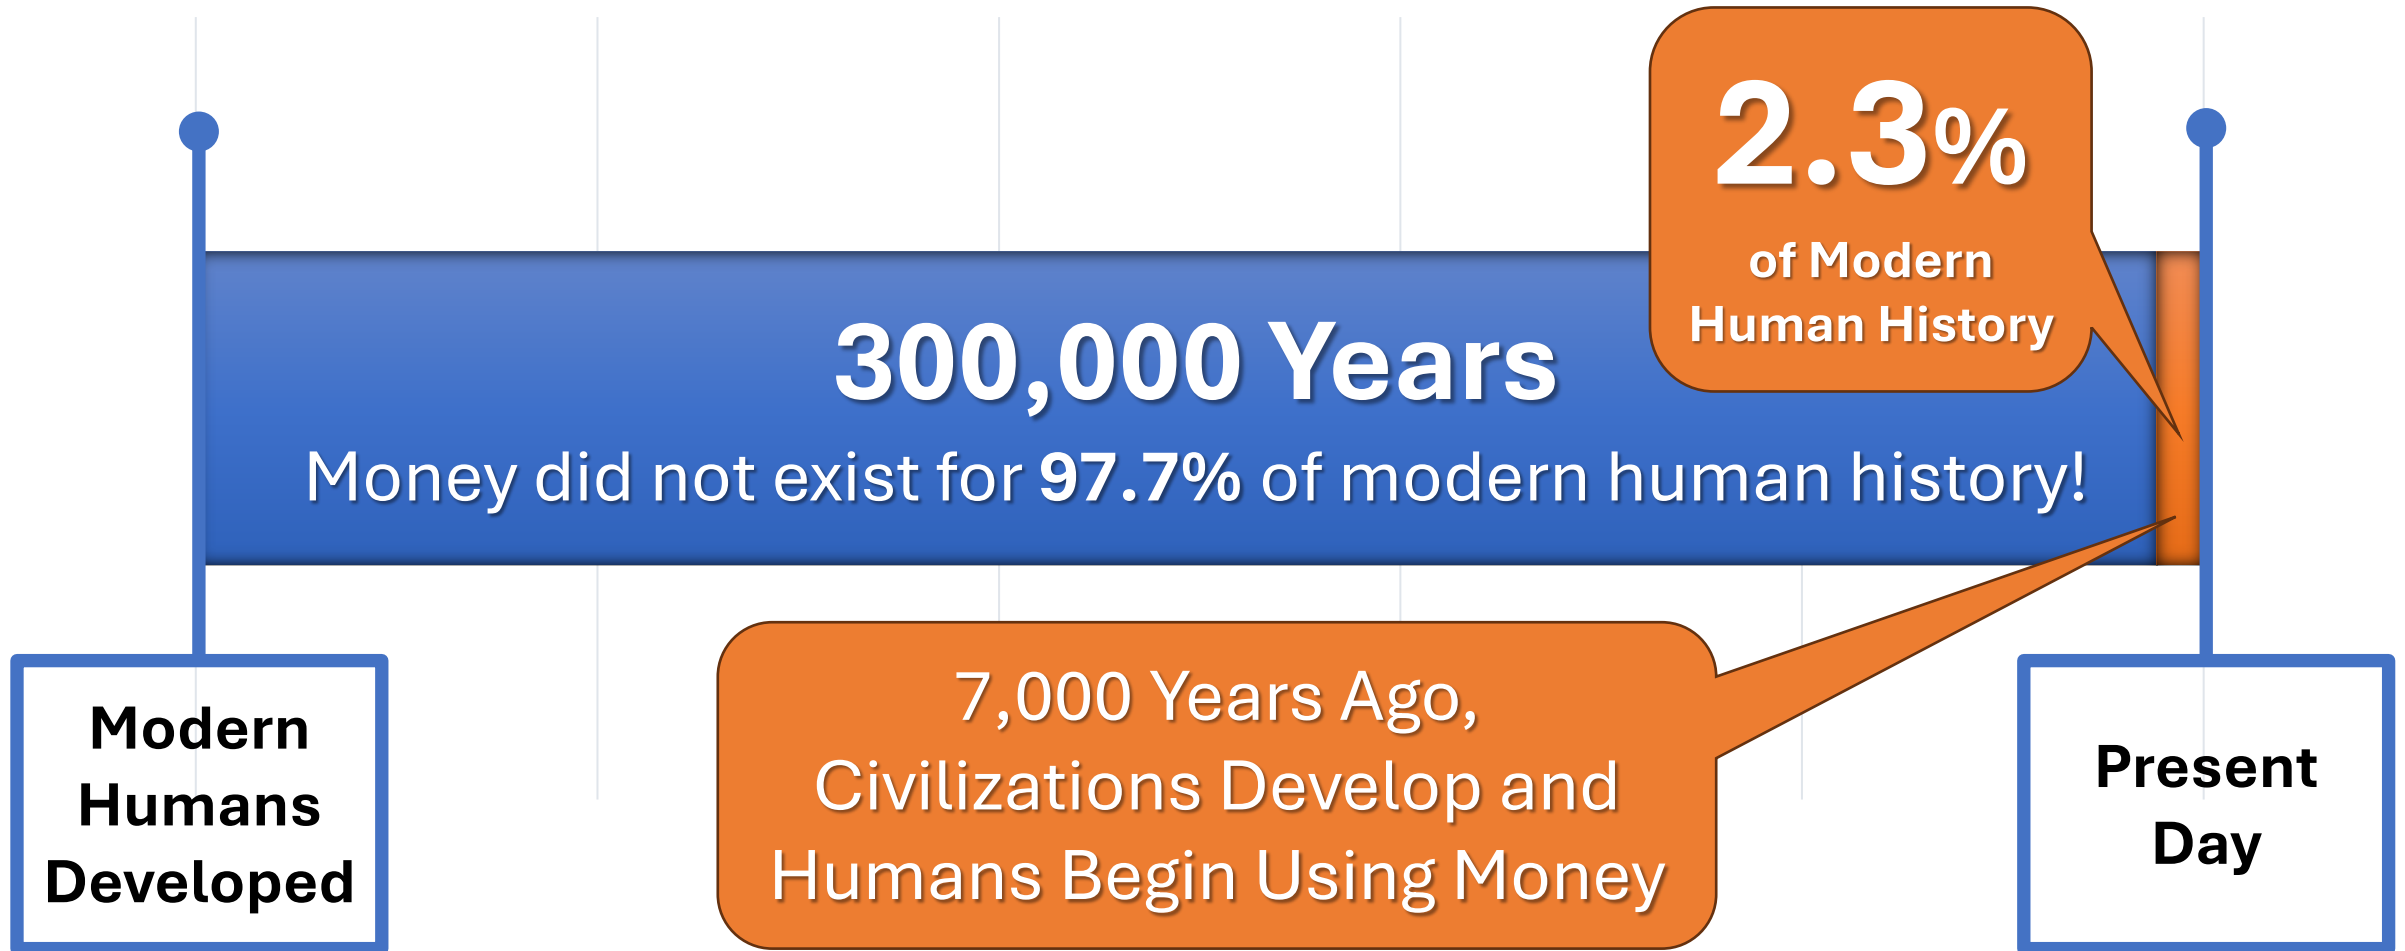 2.3%
of Modern
Human History
300,000 Years
Money did not exist for 97.7% of modern human history!
7,000 Years Ago,
Civilizations Develop and
Humans Begin Using Money
Modern
Humans
Developed
Present
Day